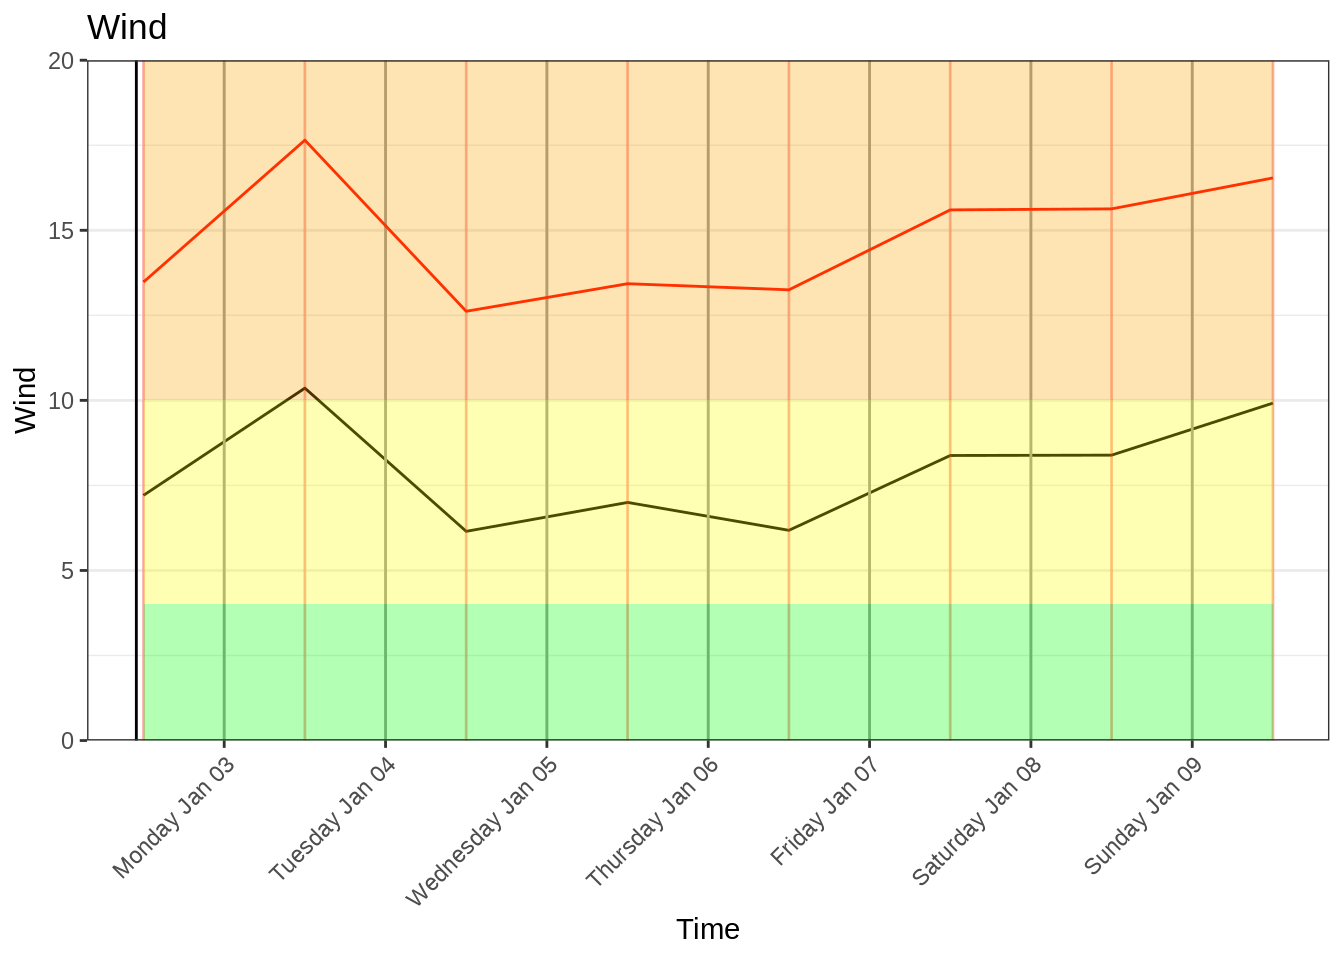 Wind
20
15
10
5
0
Wind
Monday Jan 03
Tuesday Jan 04
Wednesday Jan 05
Thursday Jan 06
Friday Jan 07
Saturday Jan 08
Sunday Jan 09
Time